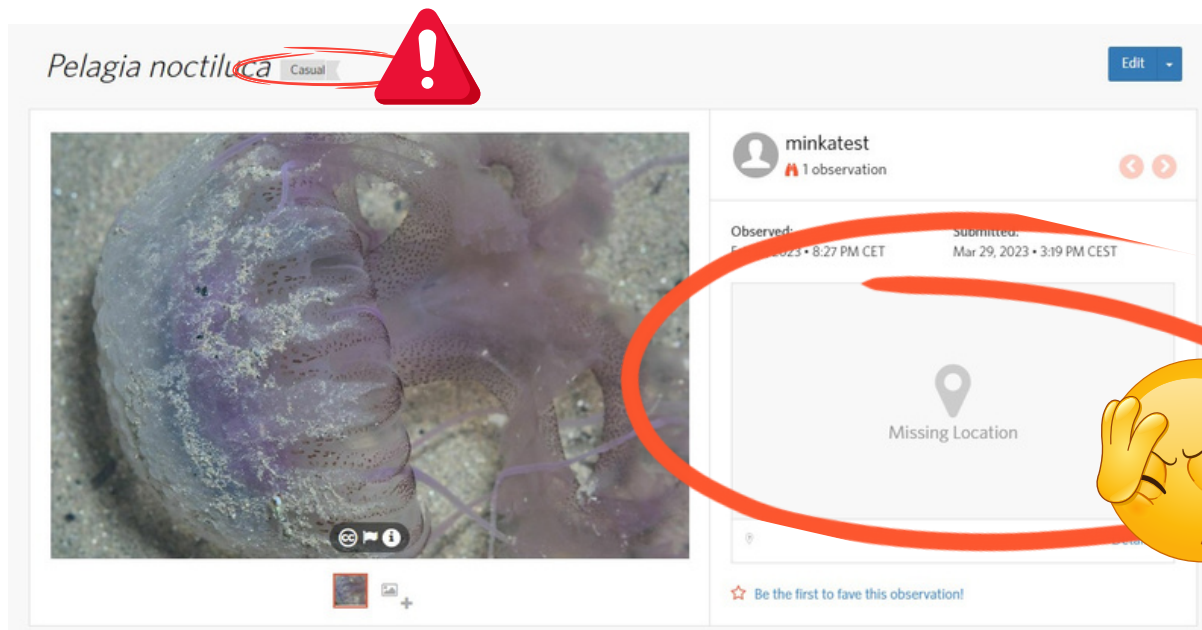 Pelagia noctiluca Casual
Edit
minkatest
1 observation
Observed: Submitted:
2023 • 8:27 PM CET Mar 29, 2023 • 3:19 PM CEST
Missing Location
Be the first to fave this observation!